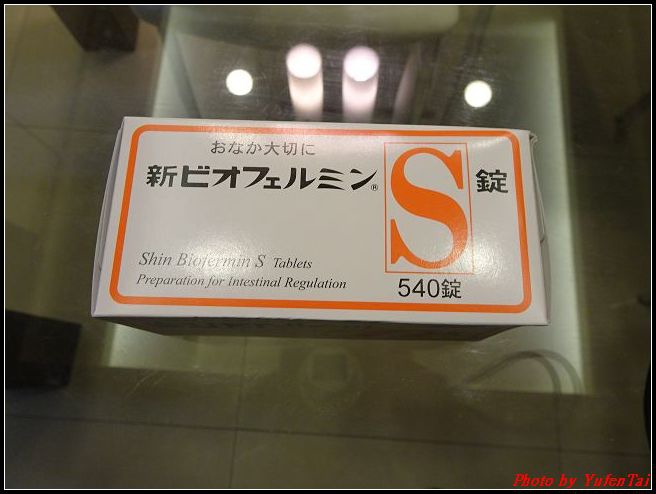 おなか大切に
新ビオフェルミン® S 錠
Shin Biofermin S Tablets
Preparation for Intestinal Regulation
540錠
Photo by YufenTai